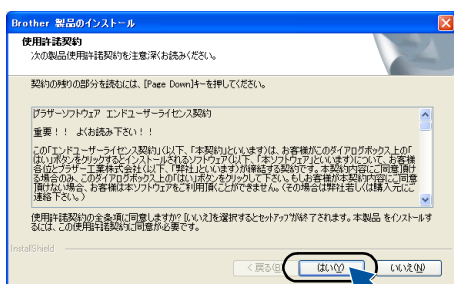 Brother 製品のインストール
使用許諾契約
次の製品使用許諾契約を注意深くお読みください。
契約の残りの部分を読むには、[Page Down]キーを押してください。
ブラザーソフトウェア エンドユーザーライセンス契約
重要!! よくお読み下さい!!
この「エンドユーザーライセンス契約」(以下、「本契約」といいます)は、お客様がこのダイアログボックス上の「
はい」ボタンをクリックするとインストールされるソフトウェア(以下、「本ソフトウェア」といいます)について、お客様
各位とブラザー工業株式会社(以下、「弊社」といいます)が締結する契約です。本契約内容にご同意頂け
る場合のみ、このダイアログボックス上の「はい」ボタンをクリックして下さい。もしお客様が本契約内容にご同意
頂けない場合、お客様は本ソフトウェアをご利用頂くことができません。(その場合は弊社若しくは購入元にご
連絡下さい。)
使用許諾契約の全条項に同意しますか? [いいえ]を選択するとセットアップが終了されます。本製品 をインストールす
るには、この使用許諾契約に同意が必要です。
InstallShield
< 戻る(B)
はい(Y)
いいえ(N)